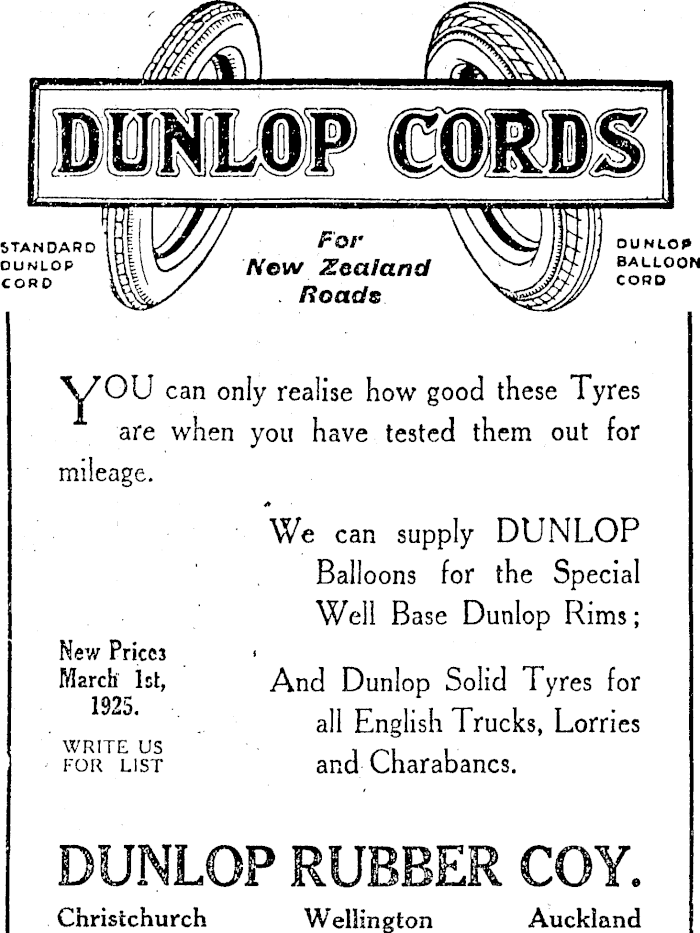 DUNLOP CORDS
STANDARD
DUNLOP
CORD
For
New Zealand
Roads
DUNLOP
BALLOON
CORD
YOU can only realise how good these Tyres
are when you have tested them out for
mileage.
We can supply DUNLOP
Balloons for the Special
Well Base Dunlop Rims;
New Prices
March 1st,
1925.
WRITE US
FOR LIST
And Dunlop Solid Tyres for
all English Trucks, Lorries
and Charabancs.
DUNLOP RUBBER COY.
Christchurch Wellington Auckland